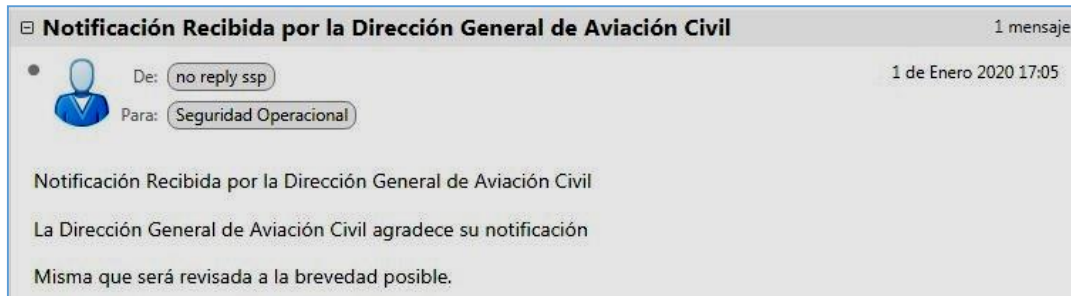 Notificación Recibida por la Dirección General de Aviación Civil 1 mensaje
De: no reply ssp 1 de Enero 2020 17:05
Para: Seguridad Operacional
Notificación Recibida por la Dirección General de Aviación Civil
La Dirección General de Aviación Civil agradece su notificación
Misma que será revisada a la brevedad posible.